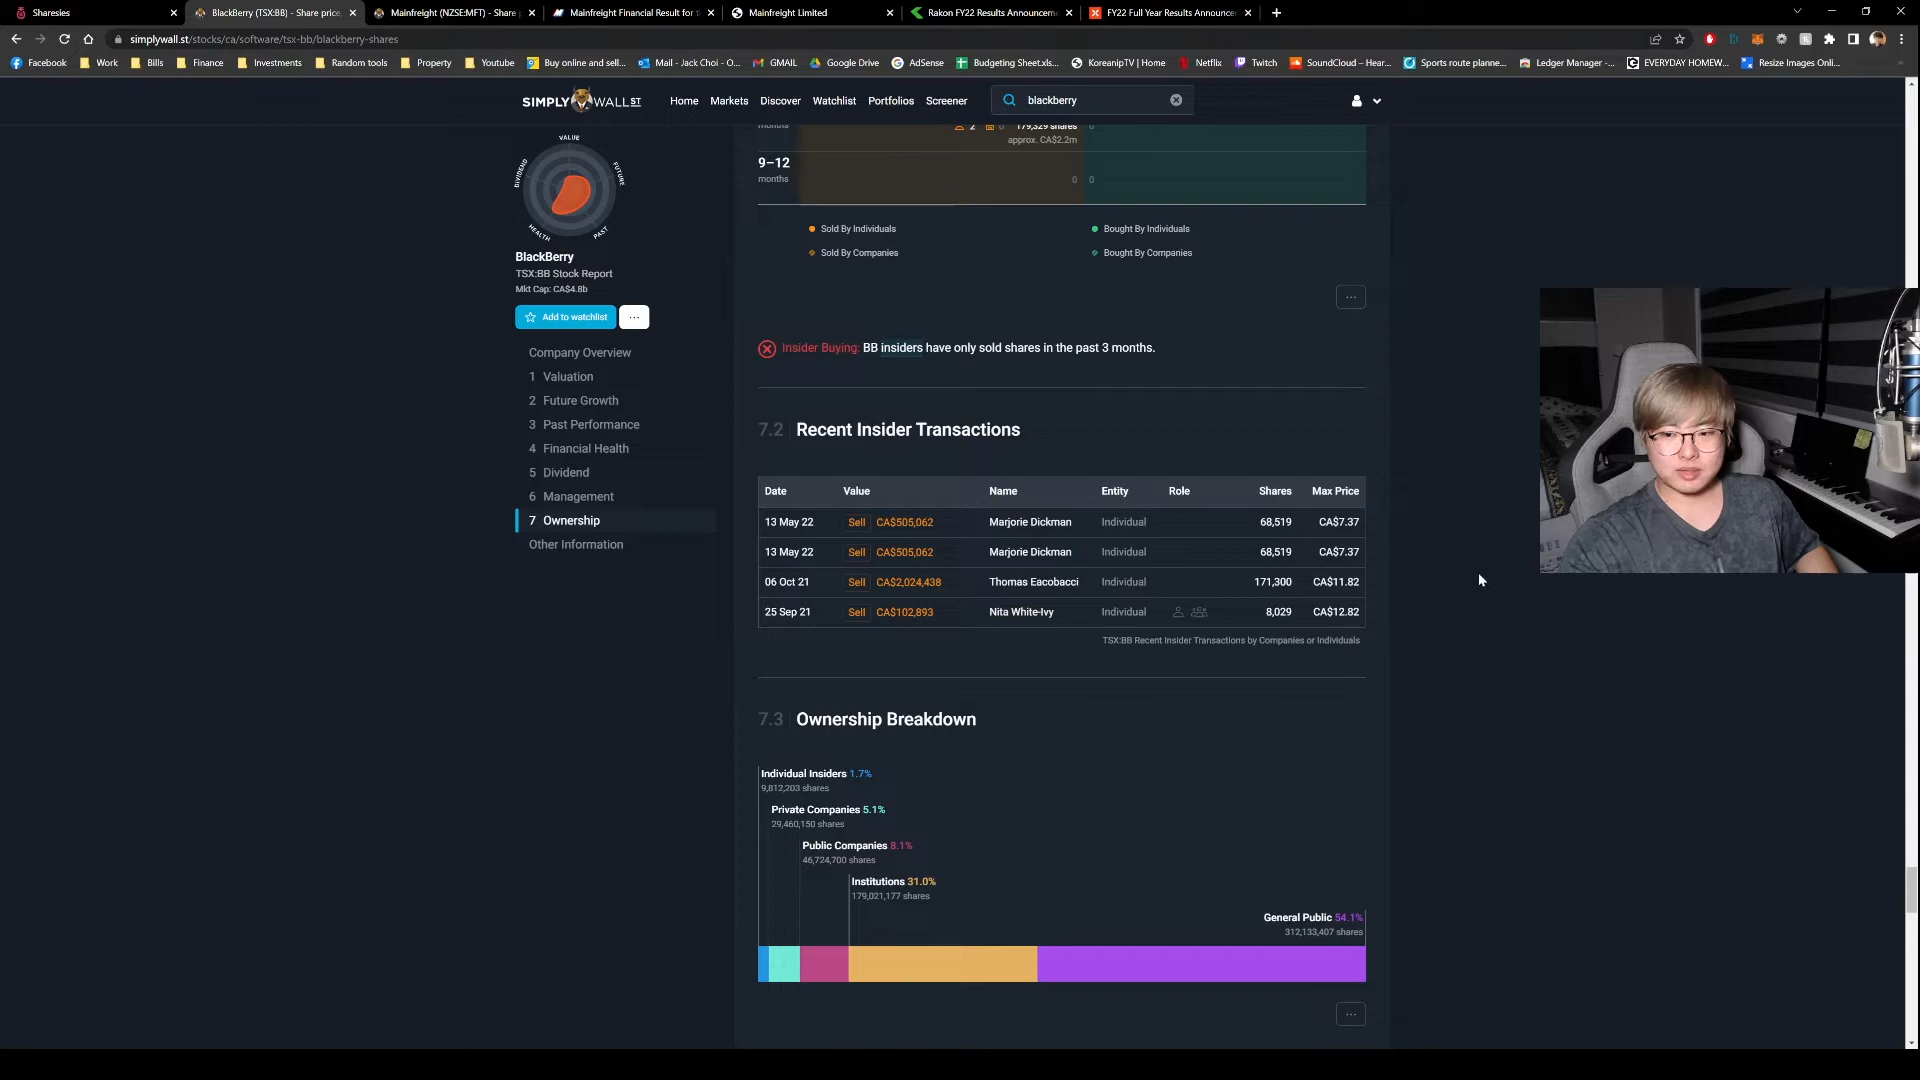 Sharesies
BlackBerry (TSX:BB) - Share price,
Mainfreight (NZSE:MFT) - Share p
Mainfreight Financial Result for t
Mainfreight Limited
Rakon FY22 Results Announceme
FY22 Full Year Results Announcer
simplywall.st/stocks/ca/software/tsx-bb/blackberry-shares
Facebook
Work
Bills
Finance
Investments
Random tools
Property
Youtube
Buy online and sell...
Mail - Jack Choi - O...
GMAIL
Google Drive
AdSense
Budgeting Sheet.xls...
KoreanipTV | Home
Netflix
Twitch
SoundCloud – Hear...
Sports route planne...
Ledger Manager -...
EVERYDAY HOMEW...
Resize Images Onli...
SIMPLY WALL ST
Home
Markets
Discover
Watchlist
Portfolios
Screener
blackberry
VALUE
FUTURE
PAST
HEALTH
DIVIDEND
BlackBerry
TSX:BB Stock Report
Mkt Cap: CA$4.8b
Add to watchlist
...
Company Overview
1 Valuation
2 Future Growth
3 Past Performance
4 Financial Health
5 Dividend
6 Management
7 Ownership
Other Information
months
2
0
179,329 shares
0
approx. CA$2.2m
9–12
months
0
0
Sold By Individuals
Bought By Individuals
Sold By Companies
Bought By Companies
...
Insider Buying: BB insiders have only sold shares in the past 3 months.
7.2 Recent Insider Transactions
Date Value Name Entity Role Shares Max Price
13 May 22 Sell CA$505,062 Marjorie Dickman Individual 68,519 CA$7.37
13 May 22 Sell CA$505,062 Marjorie Dickman Individual 68,519 CA$7.37
06 Oct 21 Sell CA$2,024,438 Thomas Eacobacci Individual 171,300 CA$11.82
25 Sep 21 Sell CA$102,893 Nita White-Ivy Individual 8,029 CA$12.82
TSX:BB Recent Insider Transactions by Companies or Individuals
7.3 Ownership Breakdown
Individual Insiders 1.7%
9,812,203 shares
Private Companies 5.1%
29,460,150 shares
Public Companies 8.1%
46,724,700 shares
Institutions 31.0%
179,021,177 shares
General Public 54.1%
312,133,407 shares
...